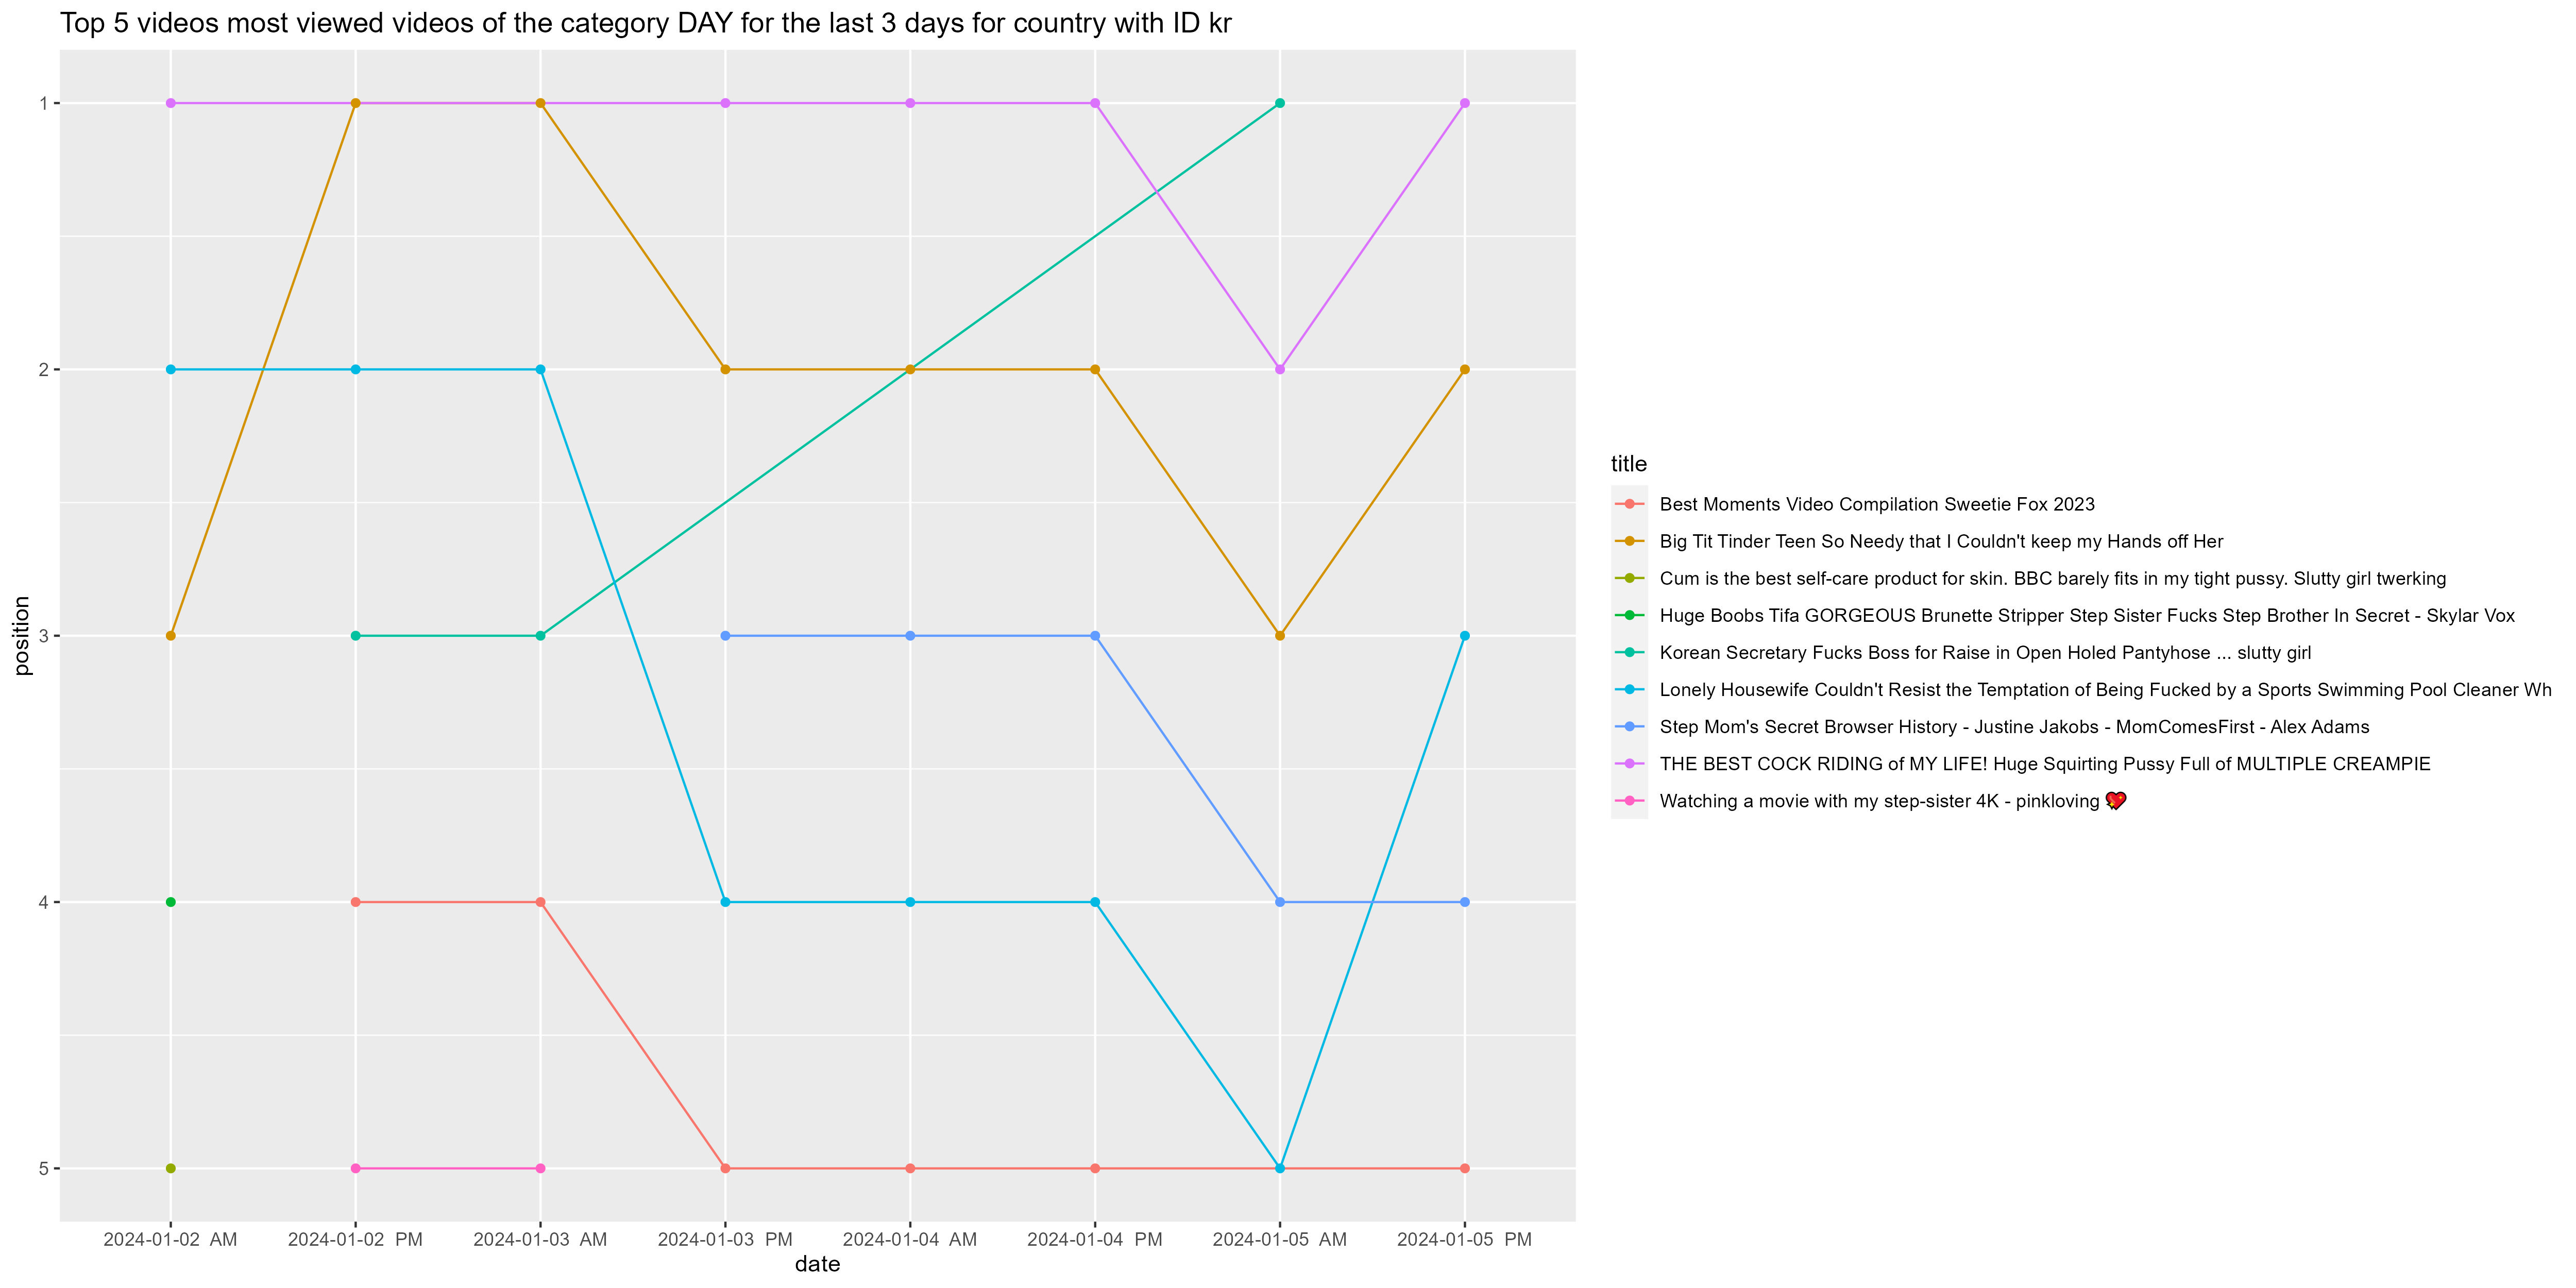 Top 5 videos most viewed videos of the category DAY for the last 3 days for country with ID kr
position
1
2
3
4
5
2024-01-02 AM
2024-01-02 PM
2024-01-03 AM
2024-01-03 PM
2024-01-04 AM
2024-01-04 PM
2024-01-05 AM
2024-01-05 PM
date
title
Best Moments Video Compilation Sweetie Fox 2023
Big Tit Tinder Teen So Needy that I Couldn't keep my Hands off Her
Cum is the best self-care product for skin. BBC barely fits in my tight pussy. Slutty girl twerking
Huge Boobs Tifa GORGEOUS Brunette Stripper Step Sister Fucks Step Brother In Secret - Skylar Vox
Korean Secretary Fucks Boss for Raise in Open Holed Pantyhose ... slutty girl
Lonely Housewife Couldn't Resist the Temptation of Being Fucked by a Sports Swimming Pool Cleaner Wh
Step Mom's Secret Browser History - Justine Jakobs - MomComesFirst - Alex Adams
THE BEST COCK RIDING of MY LIFE! Huge Squirting Pussy Full of MULTIPLE CREAMPIE
Watching a movie with my step-sister 4K - pinkloving 💖